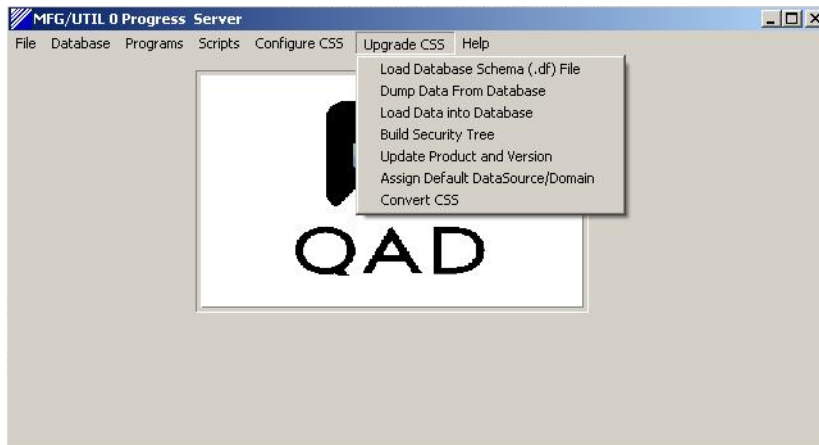 MFG/UTIL 0 Progress Server
File Database Programs Scripts Configure CSS Upgrade CSS Help
Load Database Schema (.df) File
Dump Data From Database
Load Data into Database
Build Security Tree
Update Product and Version
Assign Default DataSource/Domain
Convert CSS
QAD